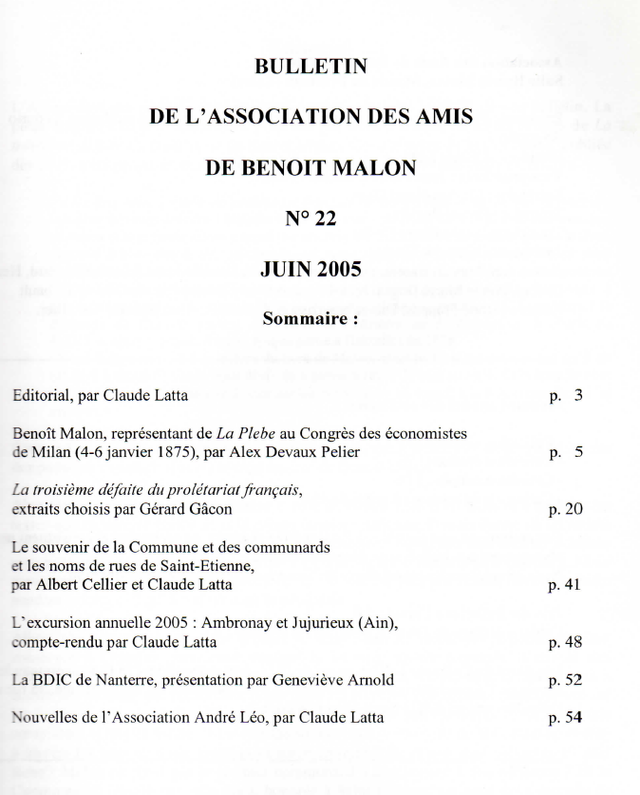 BULLETIN
DE L'ASSOCIATION DES AMIS
DE BENOIT MALON
N° 22
JUIN 2005
Sommaire :
Editorial, par Claude Latta p. 3
Benoît Malon, représentant de La Plebe au Congrès des économistes
de Milan (4-6 janvier 1875), par Alex Devaux Pelier p. 5
La troisième défaite du prolétariat français,
extraits choisis par Gérard Gâcon p. 20
Le souvenir de la Commune et des communards
et les noms de rues de Saint-Etienne,
par Albert Cellier et Claude Latta p. 41
L'excursion annuelle 2005 : Ambronay et Jujurieux (Ain),
compte-rendu par Claude Latta p. 48
La BDIC de Nanterre, présentation par Geneviève Arnold p. 52
Nouvelles de l'Association André Léo, par Claude Latta p. 54